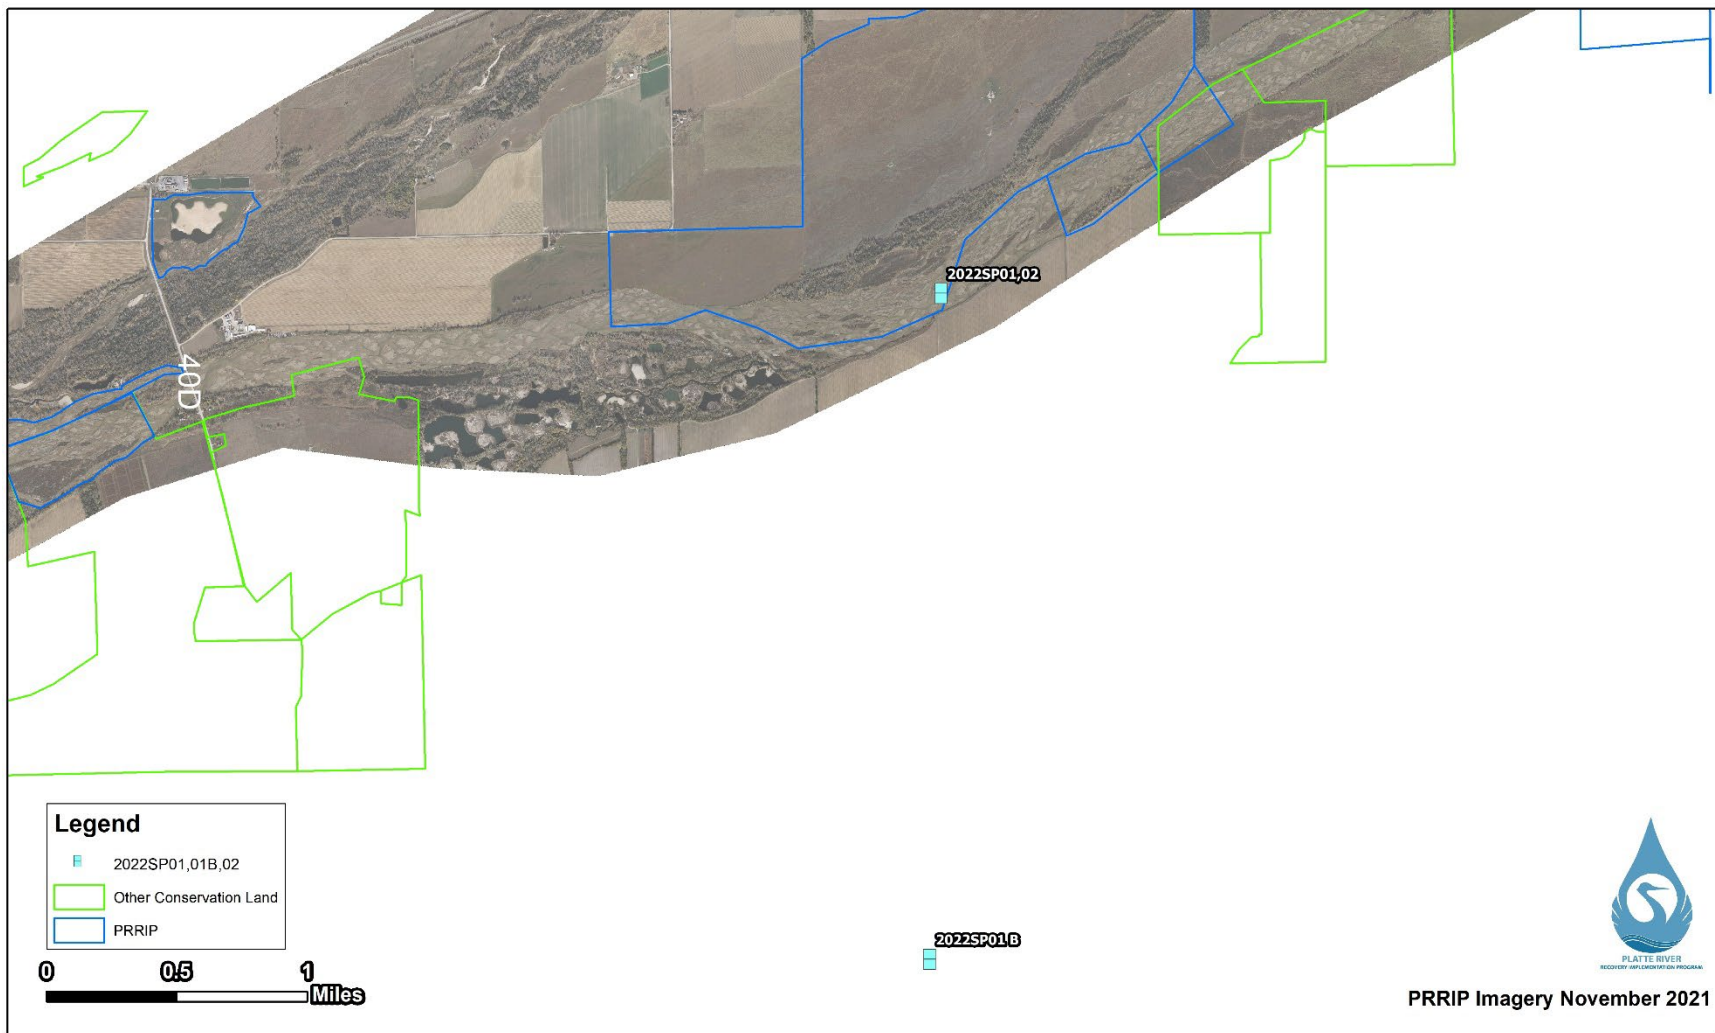 2022SP01,02
40D
Legend
2022SP01,01B,02
Other Conservation Land
PRRIP
0 0.5 1
Miles
2022SP01 B
PLATTE RIVER
RECOVERY IMPLEMENTATION PROGRAM
PRRIP Imagery November 2021